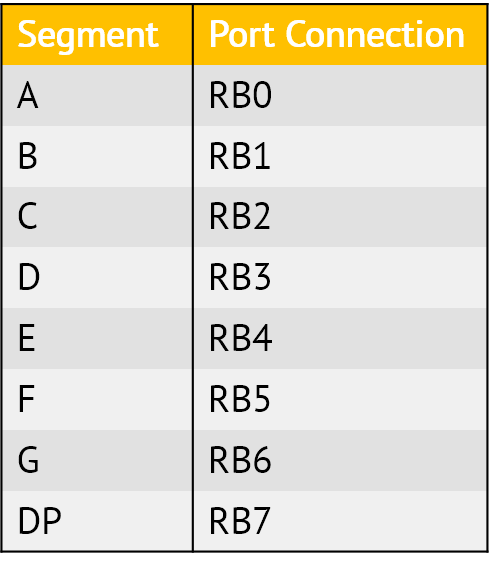 Segment Port Connection
A RB0
B RB1
C RB2
D RB3
E RB4
F RB5
G RB6
DP RB7